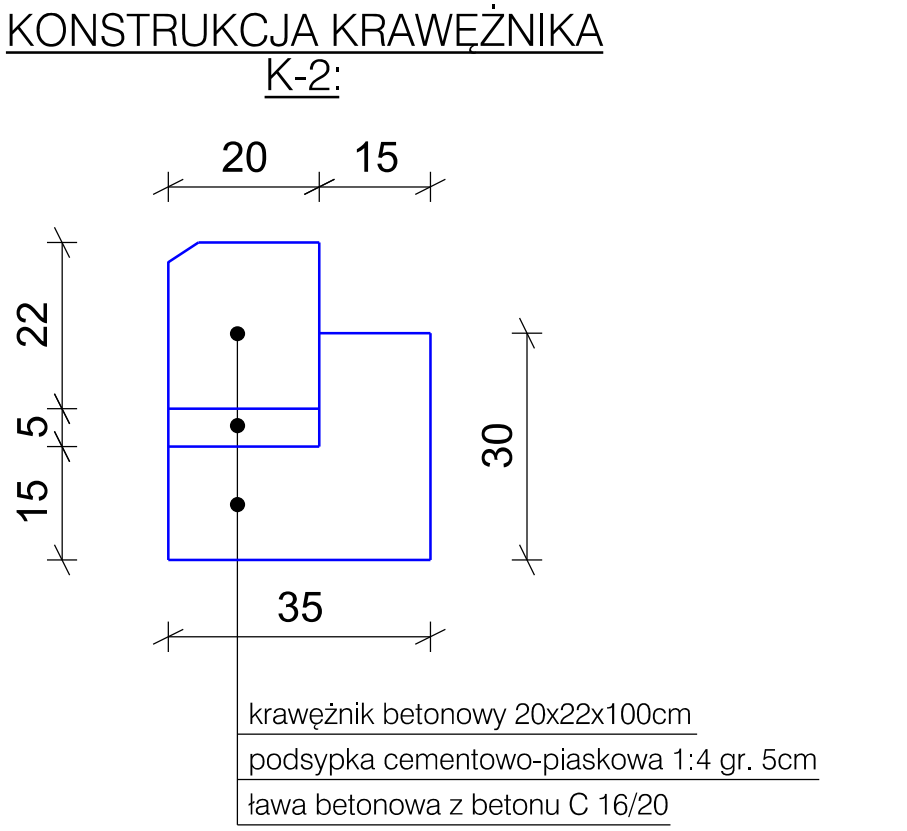 KONSTRUKCJA KRAWĘŻNIKA
K-2:
20 15
22
5
15
30
35
krawężnik betonowy 20x22x100cm
podsypka cementowo-piaskowa 1:4 gr. 5cm
ława betonowa z betonu C 16/20